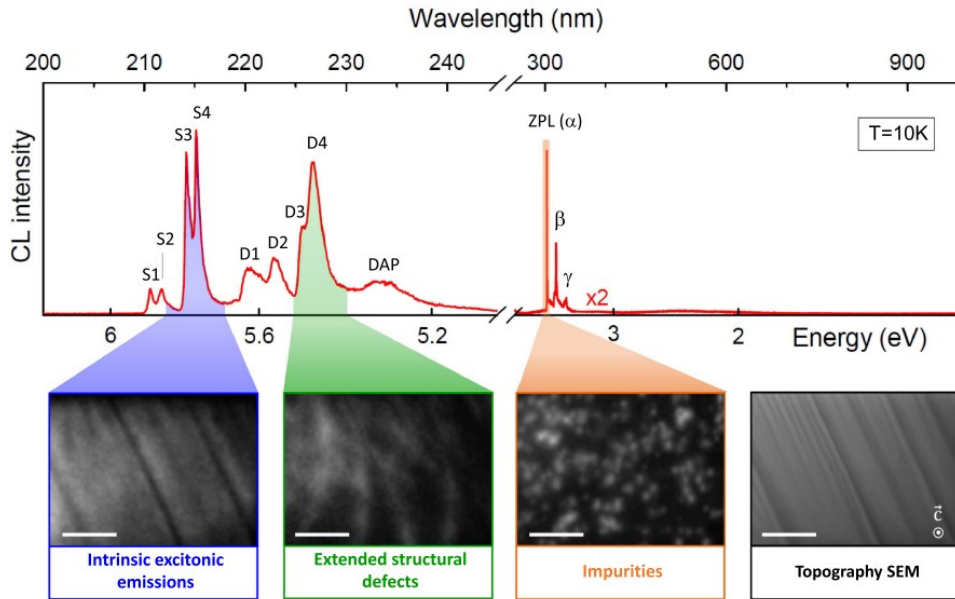 Wavelength (nm)
200 210 220 230 240 300 600 900
CL intensity
S1 S2 S3 S4 D1 D2 D3 D4 DAP ZPL (α) β γ x2
T=10K
6 5.6 5.2 3 2 Energy (eV)
C
Intrinsic excitonic
emissions
Extended structural
defects
Impurities
Topography SEM